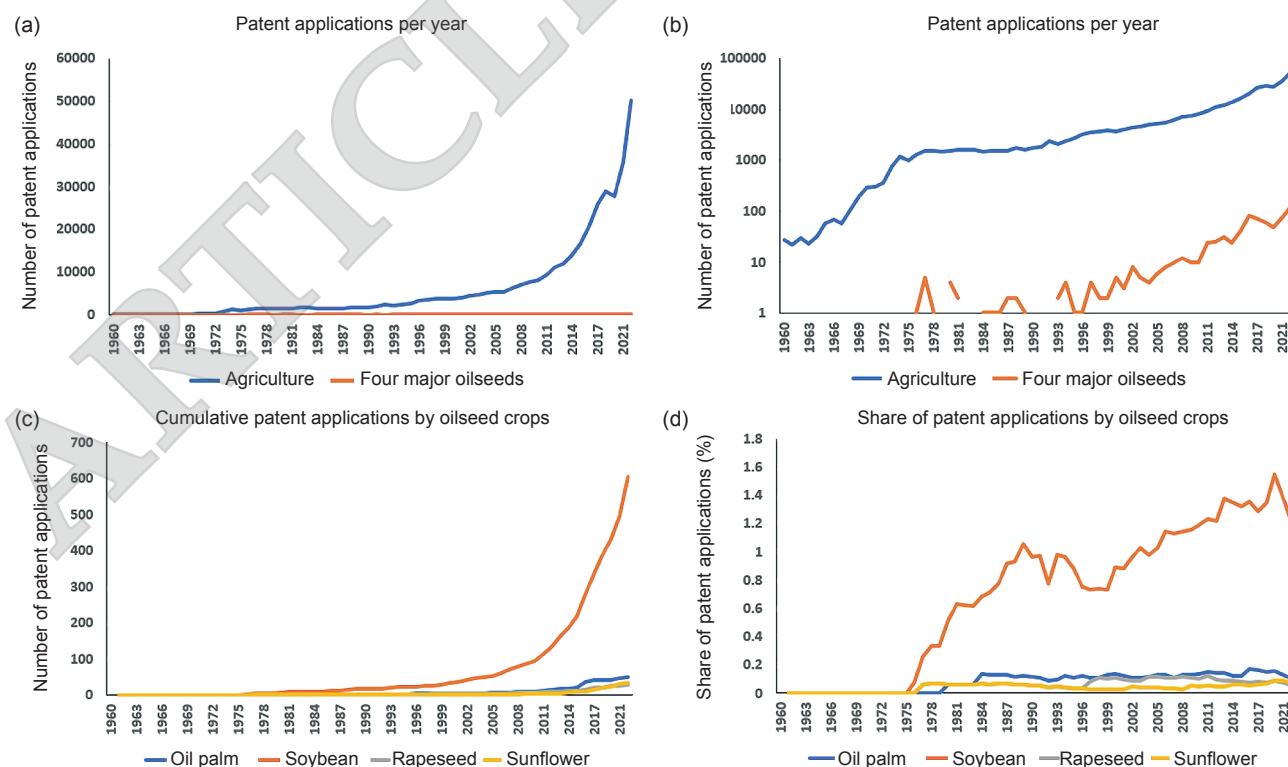 ARTICLE
(a) Patent applications per year
Number of patent applications
60000
50000
40000
30000
20000
10000
0
1960 1963 1966 1969 1972 1975 1978 1981 1984 1987 1990 1993 1996 1999 2002 2005 2008 2011 2014 2017 2021
Agriculture Four major oilseeds
(b) Patent applications per year
Number of patent applications
100000
10000
1000
100
10
1
1960 1963 1966 1969 1972 1975 1978 1981 1984 1987 1990 1993 1996 1999 2002 2005 2008 2011 2014 2017 2021
Agriculture Four major oilseeds
(c) Cumulative patent applications by oilseed crops
Number of patent applications
700
600
500
400
300
200
100
0
1960 1963 1966 1969 1972 1975 1978 1981 1984 1987 1990 1993 1996 1999 2002 2005 2008 2011 2014 2017 2021
Oil palm Soybean Rapeseed Sunflower
(d) Share of patent applications by oilseed crops
Share of patent applications (%)
1.8
1.6
1.4
1.2
1
0.8
0.6
0.4
0.2
0
1960 1963 1966 1969 1972 1975 1978 1981 1984 1987 1990 1993 1996 1999 2002 2005 2008 2011 2014 2017 2021
Oil palm Soybean Rapeseed Sunflower